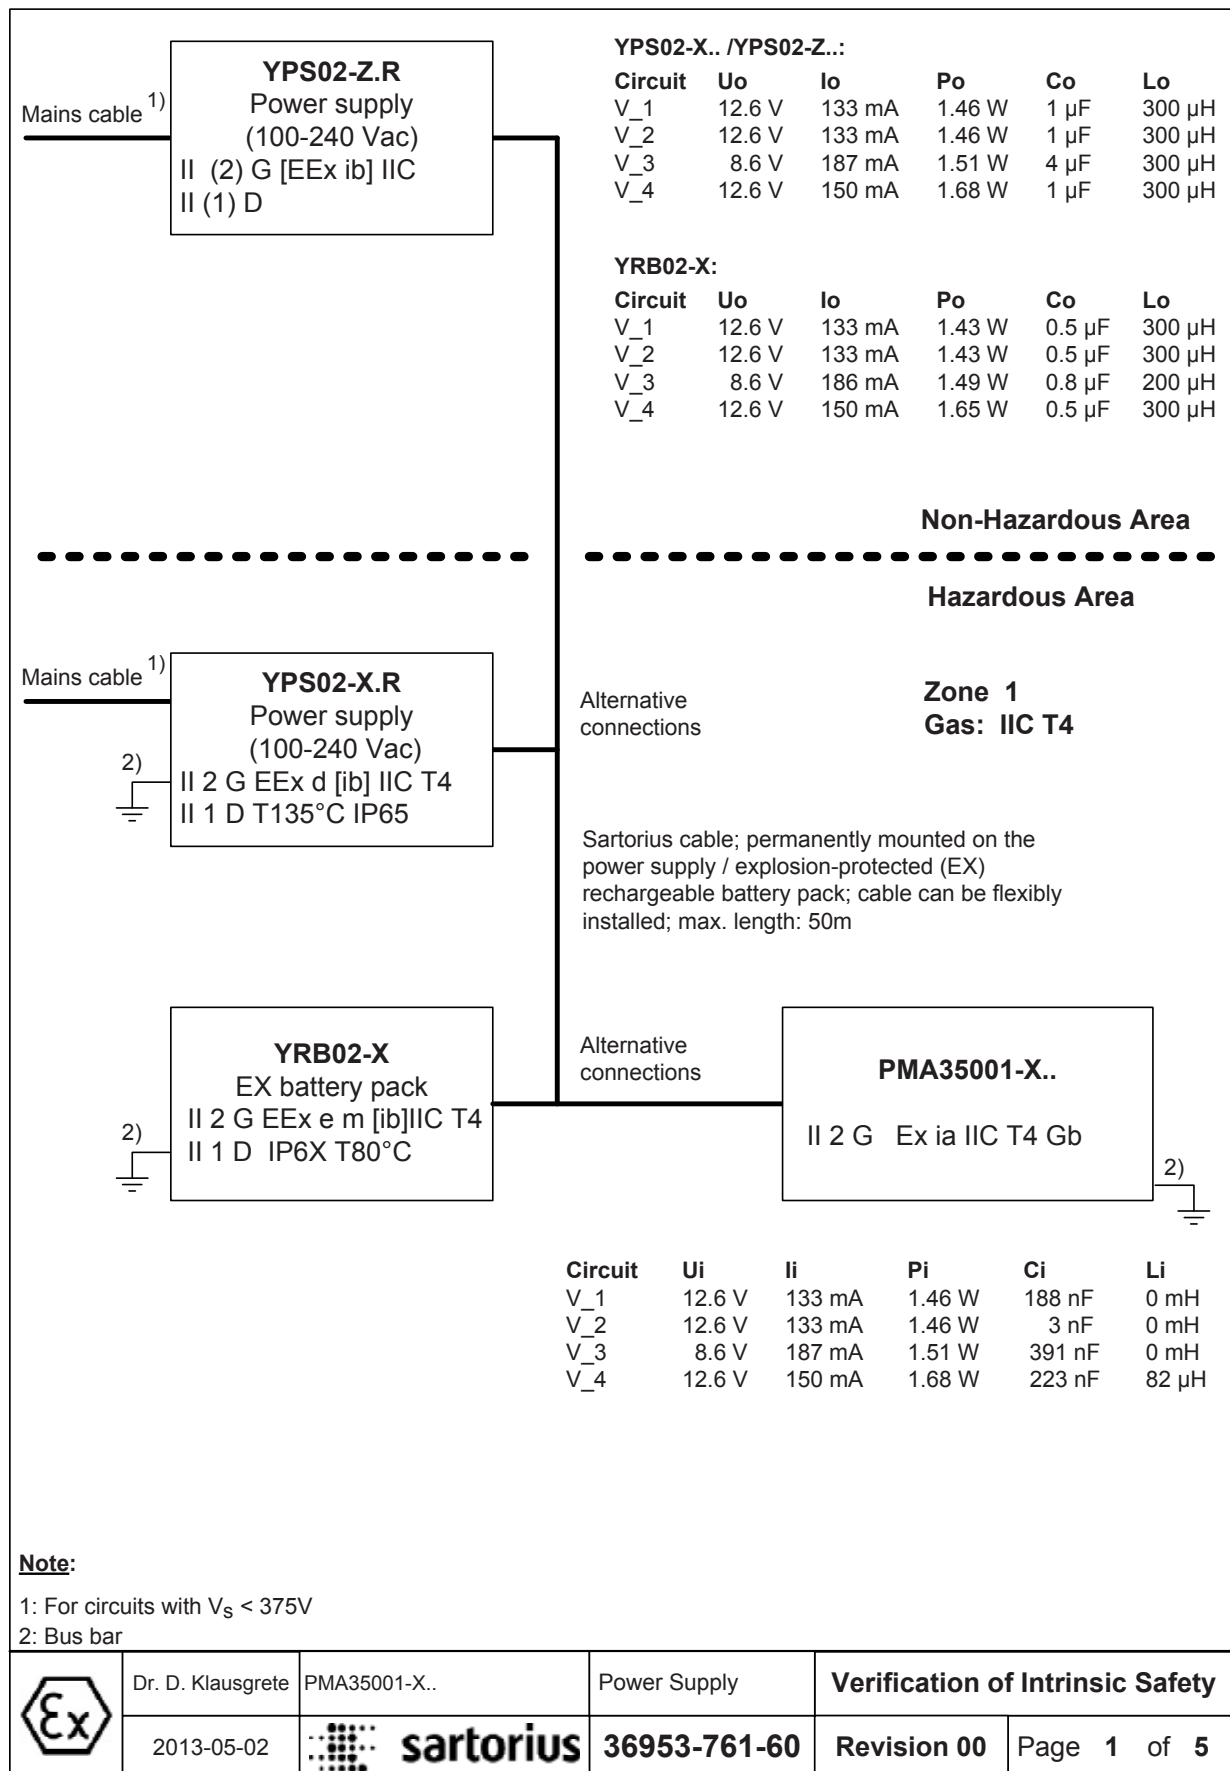 YPS02-Z.R
Power supply
(100-240 Vac)
II (2) G [EEx ib] IIC
II (1) D
Mains cable 1)
YPS02-X.. /YPS02-Z..:
Circuit Uo Io Po Co Lo
V_1 12.6 V 133 mA 1.46 W 1 µF 300 µH
V_2 12.6 V 133 mA 1.46 W 1 µF 300 µH
V_3 8.6 V 187 mA 1.51 W 4 µF 300 µH
V_4 12.6 V 150 mA 1.68 W 1 µF 300 µH
YRB02-X:
Circuit Uo Io Po Co Lo
V_1 12.6 V 133 mA 1.43 W 0.5 µF 300 µH
V_2 12.6 V 133 mA 1.43 W 0.5 µF 300 µH
V_3 8.6 V 186 mA 1.49 W 0.8 µF 200 µH
V_4 12.6 V 150 mA 1.65 W 0.5 µF 300 µH
Non-Hazardous Area
Hazardous Area
Mains cable 1)
2)
YPS02-X.R
Power supply
(100-240 Vac)
II 2 G EEx d [ib] IIC T4
II 1 D T135°C IP65
Alternative
connections
Zone 1
Gas: IIC T4
Sartorius cable; permanently mounted on the
power supply / explosion-protected (EX)
rechargeable battery pack; cable can be flexibly
installed; max. length: 50m
2)
YRB02-X
EX battery pack
II 2 G EEx e m [ib]IIC T4
II 1 D IP6X T80°C
Alternative
connections
PMA35001-X..
II 2 G Ex ia IIC T4 Gb
2)
Circuit Ui Ii Pi Ci Li
V_1 12.6 V 133 mA 1.46 W 188 nF 0 mH
V_2 12.6 V 133 mA 1.46 W 3 nF 0 mH
V_3 8.6 V 187 mA 1.51 W 391 nF 0 mH
V_4 12.6 V 150 mA 1.68 W 223 nF 82 µH
Note:
1: For circuits with Vs < 375V
2: Bus bar
Ex
Dr. D. Klausgrete PMA35001-X.. Power Supply Verification of Intrinsic Safety
2013-05-02 sartorius 36953-761-60 Revision 00 Page 1 of 5